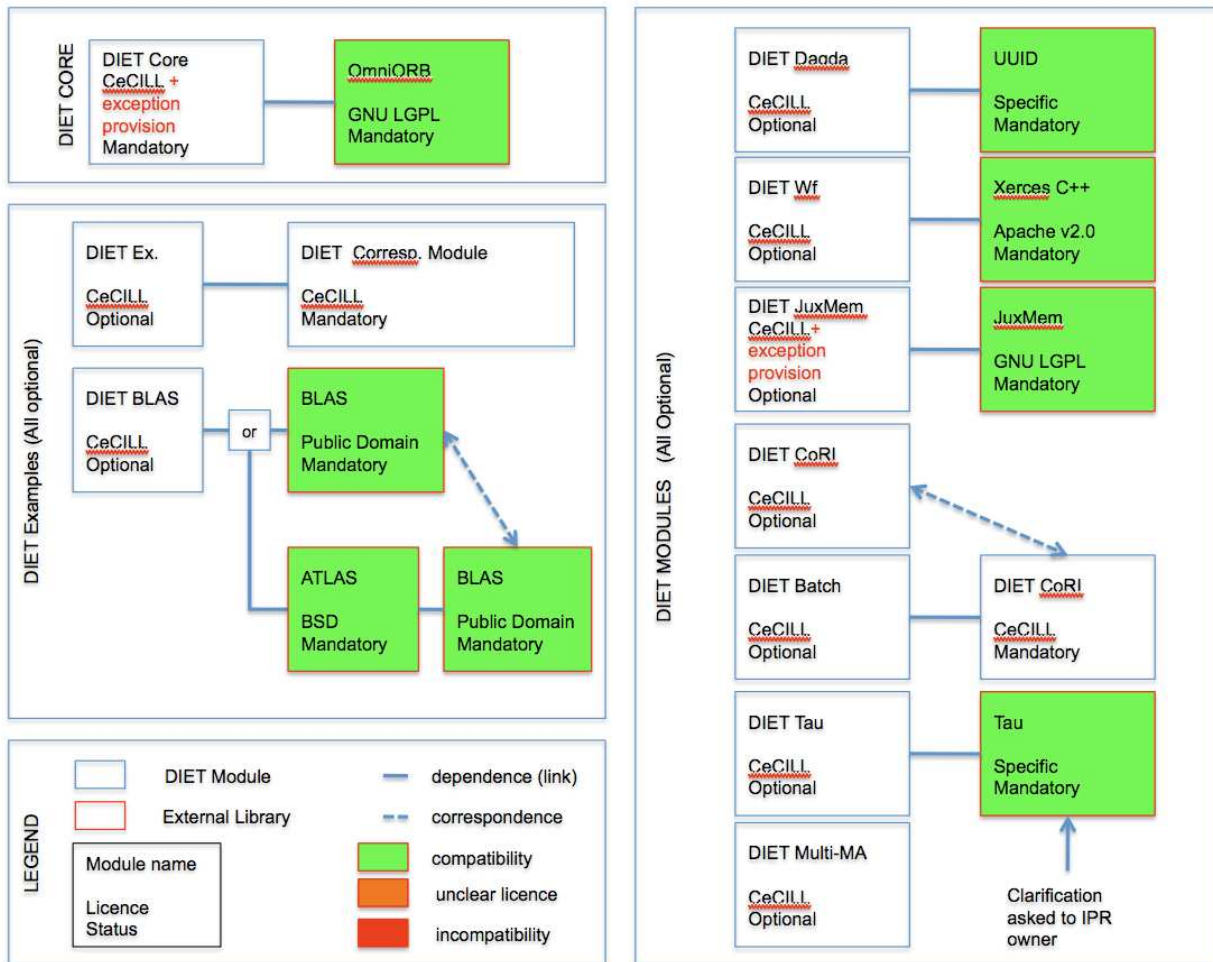 DIET CORE
DIET Core
CeCILL +
exception
provision
Mandatory
OmniORB
GNU LGPL
Mandatory
DIET Examples (All optional)
DIET Ex.
CeCILL
Optional
DIET Corresp. Module
CeCILL
Mandatory
DIET BLAS
CeCILL
Optional
or
BLAS
Public Domain
Mandatory
ATLAS
BSD
Mandatory
BLAS
Public Domain
Mandatory
LEGEND
DIET Module
External Library
Module name
Licence
Status
dependence (link)
correspondence
compatibility
unclear licence
incompatibility
DIET MODULES (All Optional)
DIET Dagda
CeCILL
Optional
UUID
Specific
Mandatory
DIET Wf
CeCILL
Optional
Xerces C++
Apache v2.0
Mandatory
DIET JuxMem
CeCILL+
exception
provision
Optional
JuxMem
GNU LGPL
Mandatory
DIET CoRI
CeCILL
Optional
DIET Batch
CeCILL
Optional
DIET CoRI
CeCILL
Mandatory
DIET Tau
CeCILL
Optional
Tau
Specific
Mandatory
DIET Multi-MA
CeCILL
Optional
Clarification
asked to IPR
owner